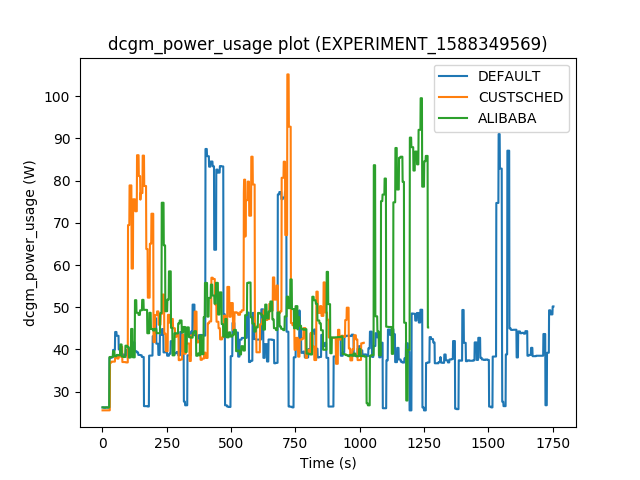 dcgm_power_usage plot (EXPERIMENT_1588349569)
DEFAULT
CUSTSCHED
ALIBABA
dcgm_power_usage (W)
100
90
80
70
60
50
40
30
0 250 500 750 1000 1250 1500 1750
Time (s)